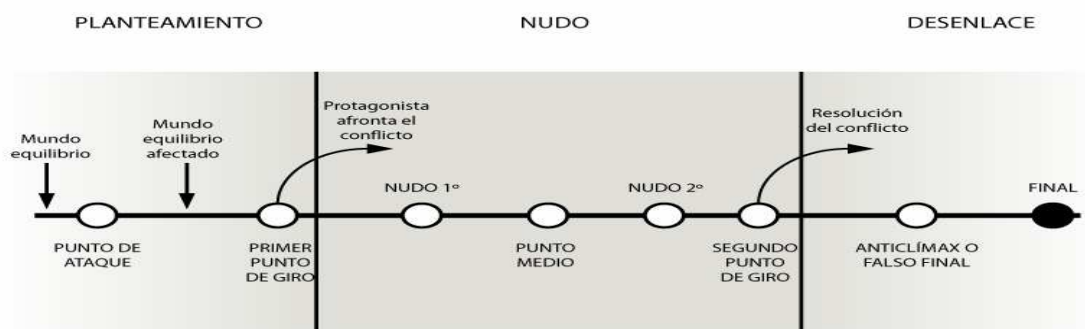 PLANTEAMIENTO
NUDO
DESENLACE
Mundo
equilibrio
Mundo
equilibrio
afectado
Protagonista
afronta el
conflicto
Resolución
del conflicto
NUDO 1º
NUDO 2º
FINAL
PUNTO DE
ATAQUE
PRIMER
PUNTO
DE GIRO
PUNTO
MEDIO
SEGUNDO
PUNTO
DE GIRO
ANTICLÍMAX O
FALSO FINAL